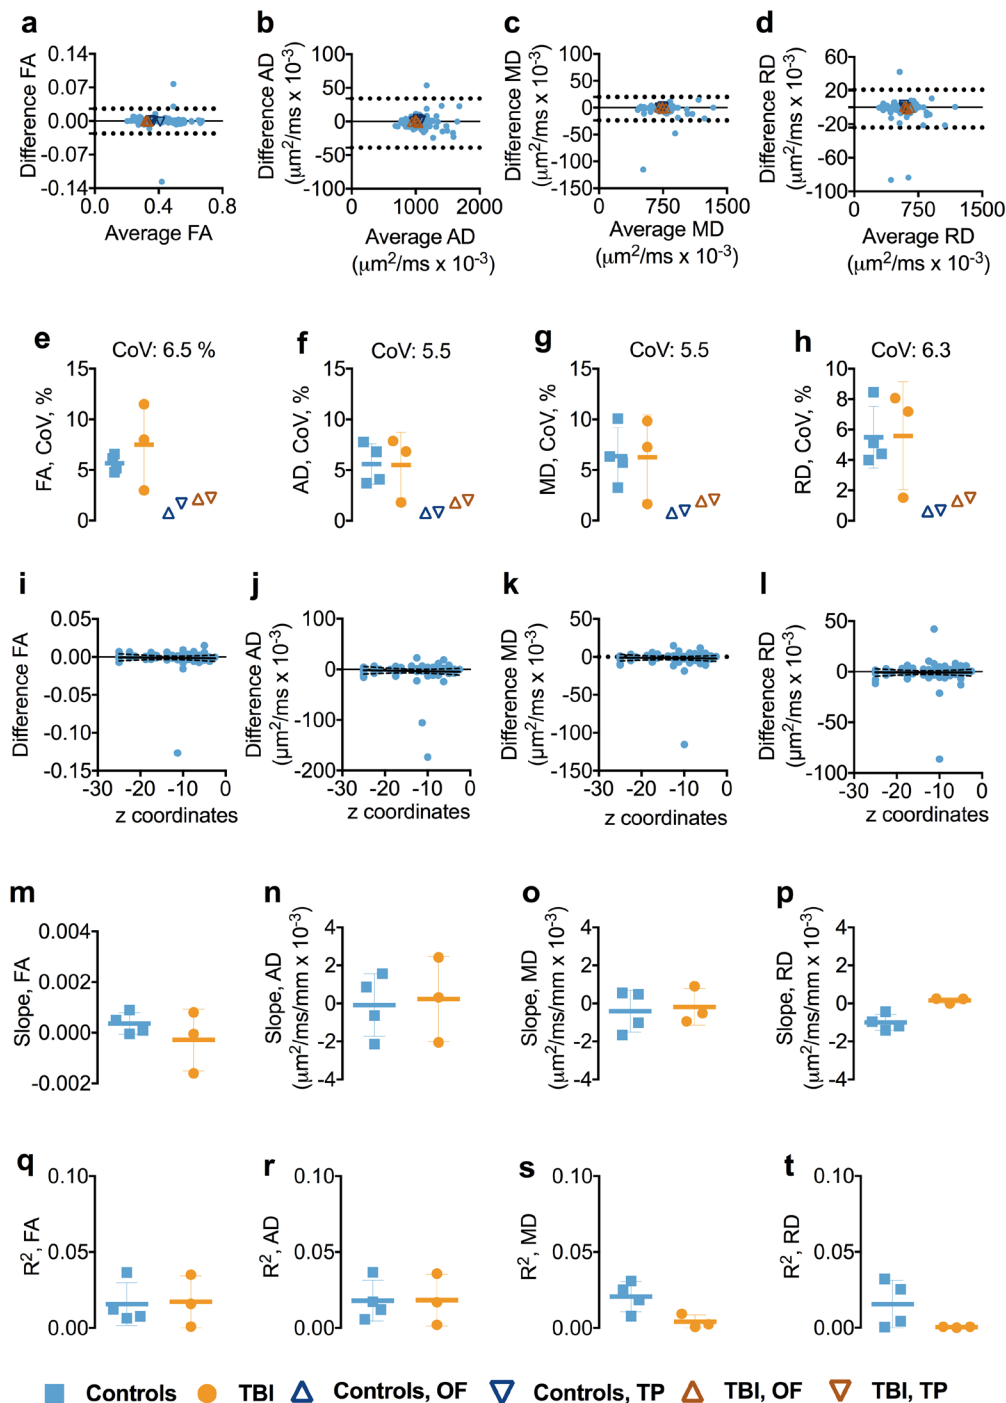 a
b
c
d
Difference FA
0.14
0.07
0.00
-0.07
-0.14
0.0
0.4
0.8
Average FA
Difference AD
(µm²/ms x 10⁻³)
100
50
0
-50
-100
0
1000
2000
Average AD
(µm²/ms x 10⁻³)
Difference MD
(µm²/ms x 10⁻³)
100
50
0
-50
-100
-150
0
750
1500
Average MD
(µm²/ms x 10⁻³)
Difference RD
(µm²/ms x 10⁻³)
60
20
-20
-60
-100
0
750
1500
Average RD
(µm²/ms x 10⁻³)
e
f
g
h
CoV: 6.5 %
FA, CoV, %
15
10
5
0
CoV: 5.5
AD, CoV, %
15
10
5
0
CoV: 5.5
MD, CoV, %
15
10
5
0
CoV: 6.3
RD, CoV, %
10
8
6
4
2
0
i
j
k
l
Difference FA
0.05
0.00
-0.05
-0.10
-0.15
-30
-20
-10
0
z coordinates
Difference AD
(µm²/ms x 10⁻³)
100
0
-100
-200
-30
-20
-10
0
z coordinates
Difference MD
(µm²/ms x 10⁻³)
50
0
-50
-100
-150
-30
-20
-10
0
z coordinates
Difference RD
(µm²/ms x 10⁻³)
50
0
-50
-100
-30
-20
-10
0
z coordinates
m
n
o
p
Slope, FA
0.004
0.002
0.000
-0.002
Slope, AD
(µm²/ms/mm x 10⁻³)
4
2
0
-2
-4
Slope, MD
(µm²/ms/mm x 10⁻³)
4
2
0
-2
-4
Slope, RD
(µm²/ms/mm x 10⁻³)
4
2
0
-2
-4
q
r
s
t
R², FA
0.10
0.05
0.00
R², AD
0.10
0.05
0.00
R², MD
0.10
0.05
0.00
R², RD
0.10
0.05
0.00
Controls
TBI
Controls, OF
Controls, TP
TBI, OF
TBI, TP